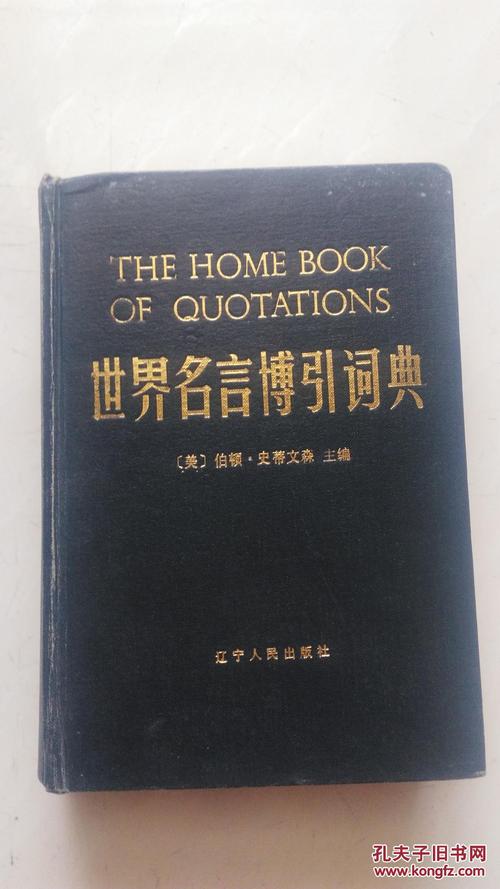 THE HOME BOOK
OF QUOTATIONS
世界名言博引词典
〔美〕伯顿·史蒂文森 主编
辽宁人民出版社
孔夫子旧书网
www.kongfz.com